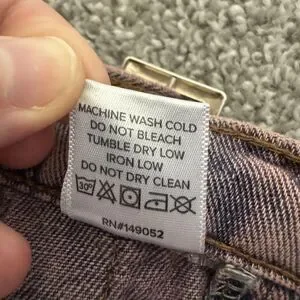 MACHINE WASH COLD
DO NOT BLEACH
TUMBLE DRY LOW
IRON LOW
DO NOT DRY CLEAN
30°
RN#149052